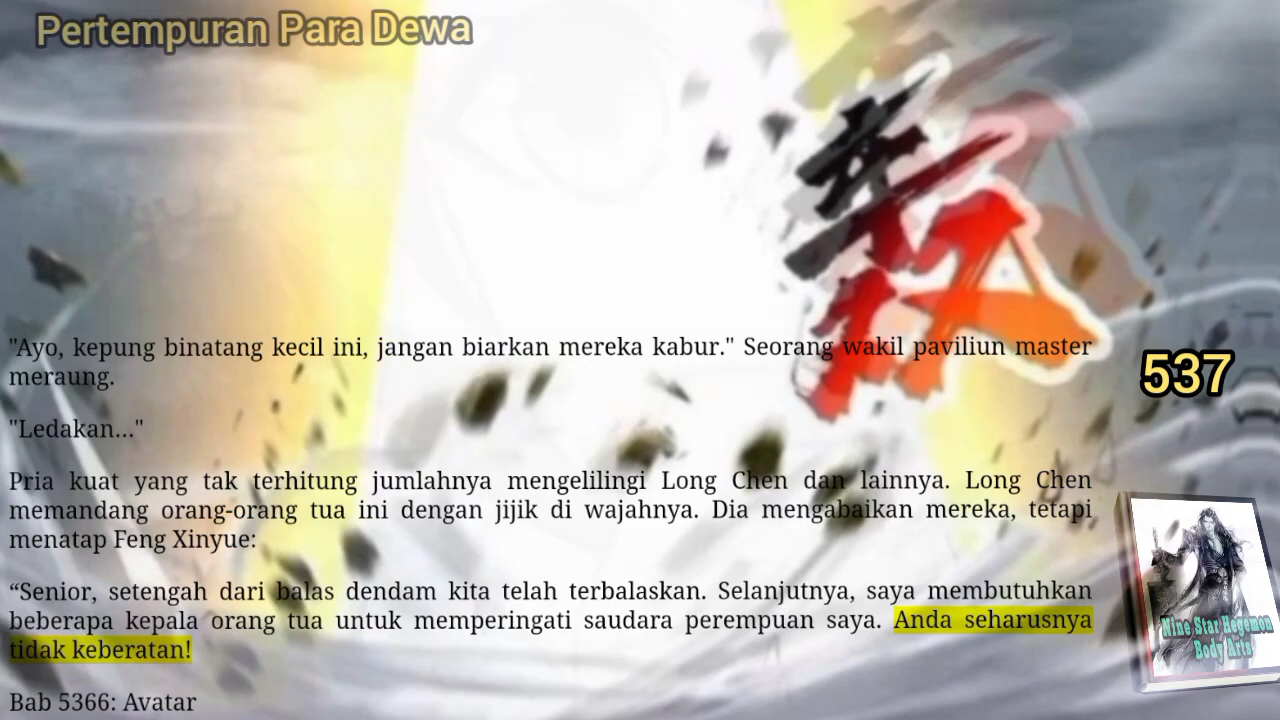 Pertempuran Para Dewa
"Ayo, kepung binatang kecil ini, jangan biarkan mereka kabur." Seorang wakil paviliun master
meraung.
537
"Ledakan..."
Pria kuat yang tak terhitung jumlahnya mengelilingi Long Chen dan lainnya. Long Chen
memandang orang-orang tua ini dengan jijik di wajahnya. Dia mengabaikan mereka, tetapi
menatap Feng Xinyue:
“Senior, setengah dari balas dendam kita telah terbalaskan. Selanjutnya, saya membutuhkan
beberapa kepala orang tua untuk memperingati saudara perempuan saya. Anda seharusnya
tidak keberatan!
Nine Star Hegemon
Body Arts
Bab 5366: Avatar